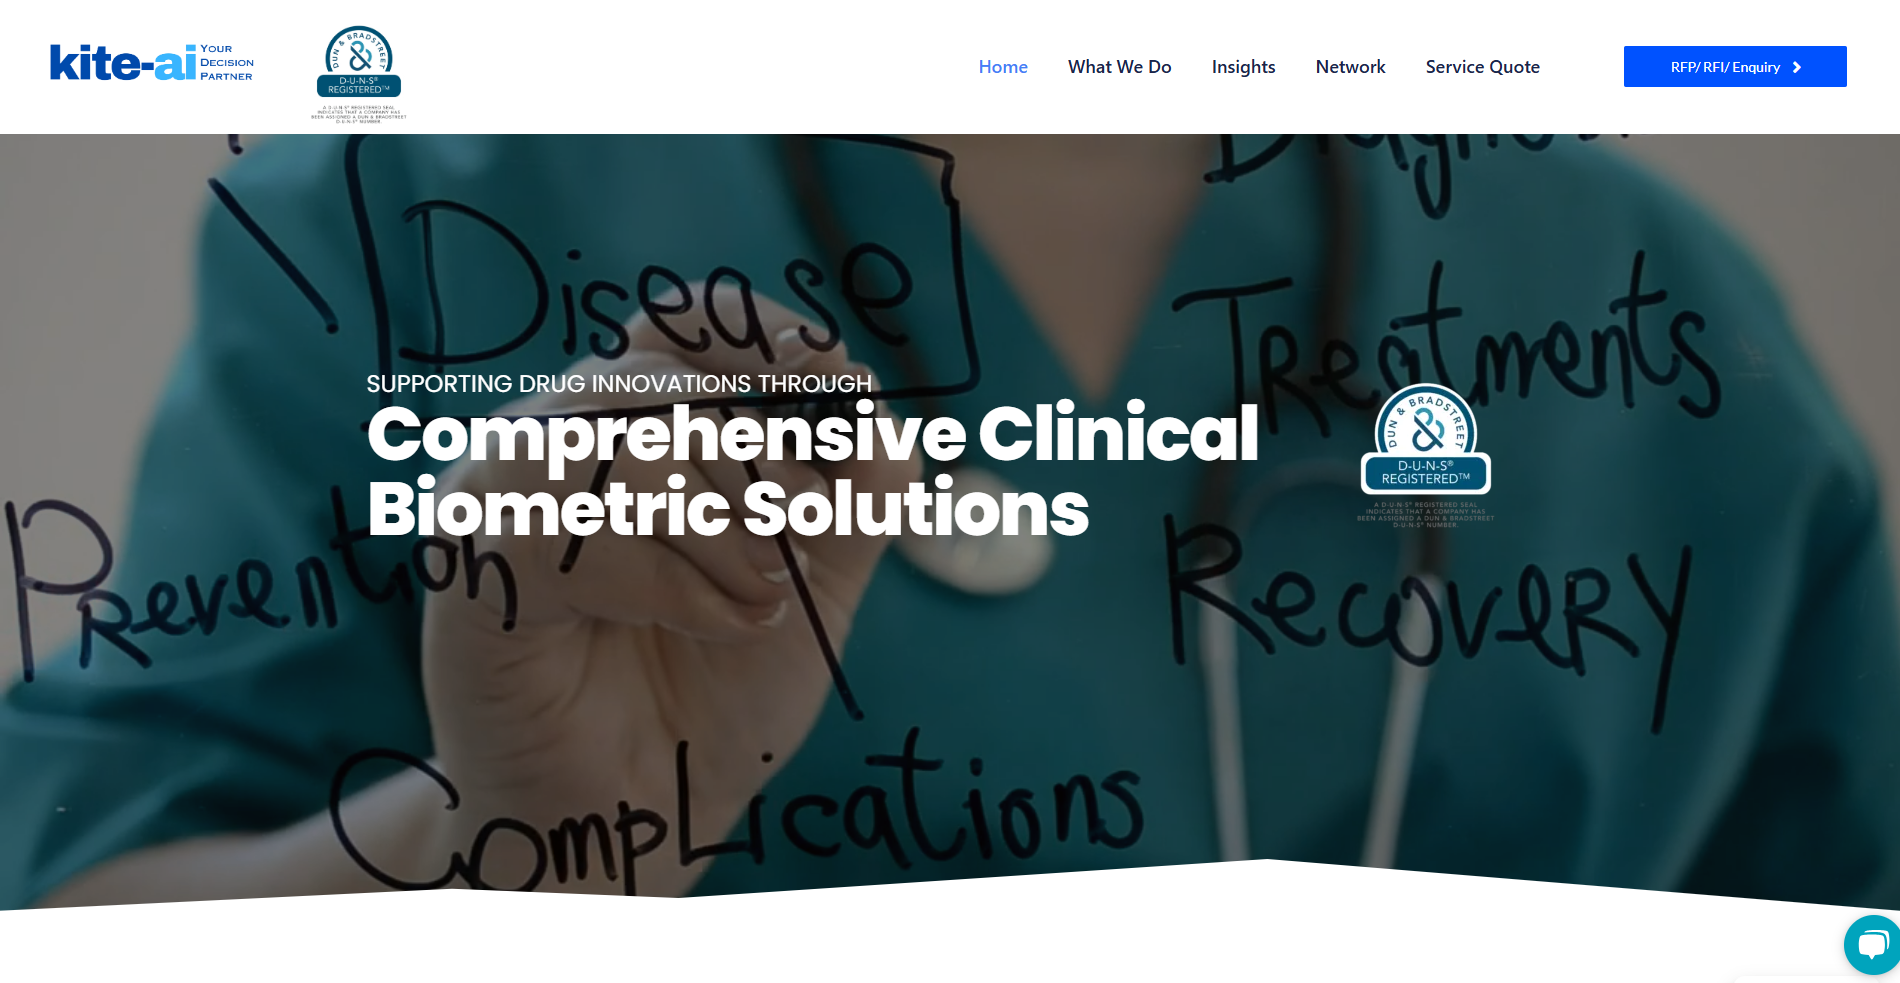 kite-ai
YOUR
DECISION
PARTNER
DUN & BRADSTREET
D-U-N-S®
REGISTERED™
A D-U-N-S® REGISTERED SEAL
INDICATES THAT A COMPANY HAS
BEEN ASSIGNED A DUN & BRADSTREET
D-U-N-S® NUMBER.
Home
What We Do
Insights
Network
Service Quote
RFP/ RFI/ Enquiry
Disease
Diagnosis
Treatments
SUPPORTING DRUG INNOVATIONS THROUGH
Comprehensive Clinical
Biometric Solutions
DUN & BRADSTREET
D-U-N-S®
REGISTERED™
A D-U-N-S® REGISTERED SEAL
INDICATES THAT A COMPANY HAS
BEEN ASSIGNED A DUN & BRADSTREET
D-U-N-S® NUMBER.
Prevention
Recovery
Complications